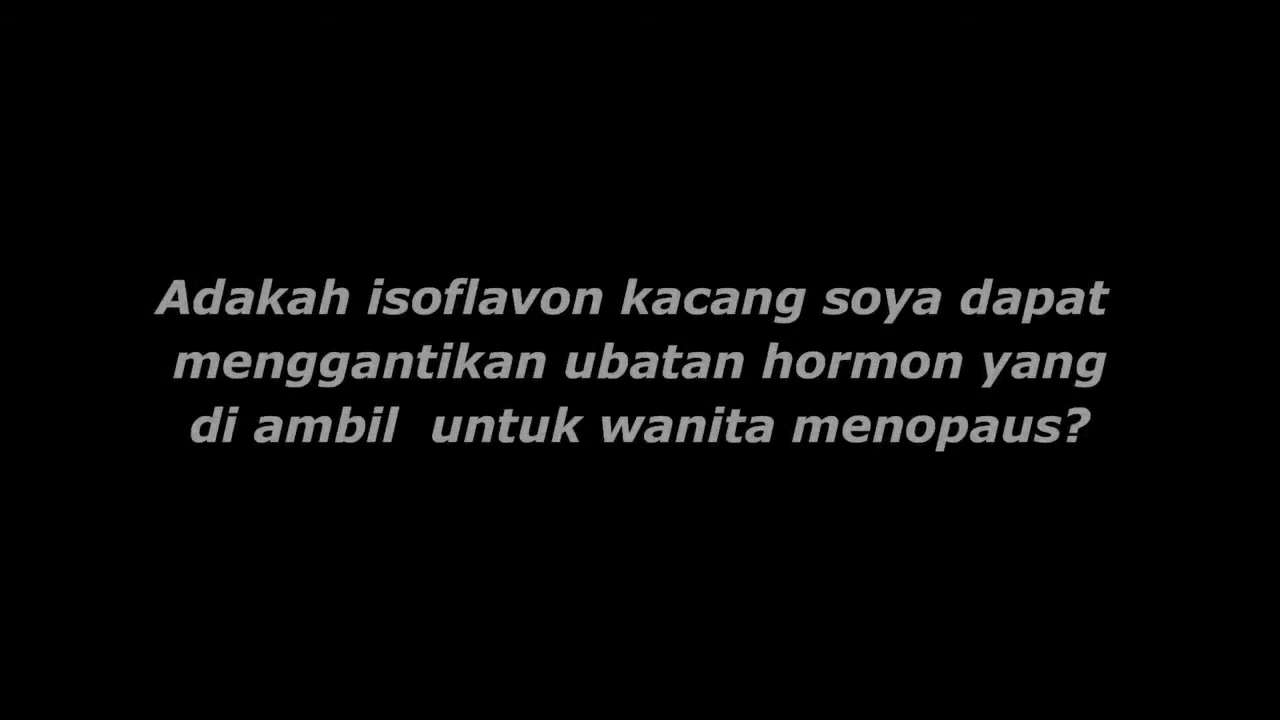 Adakah isoflavon kacang soya dapat
menggantikan ubatan hormon yang
di ambil  untuk wanita menopaus?